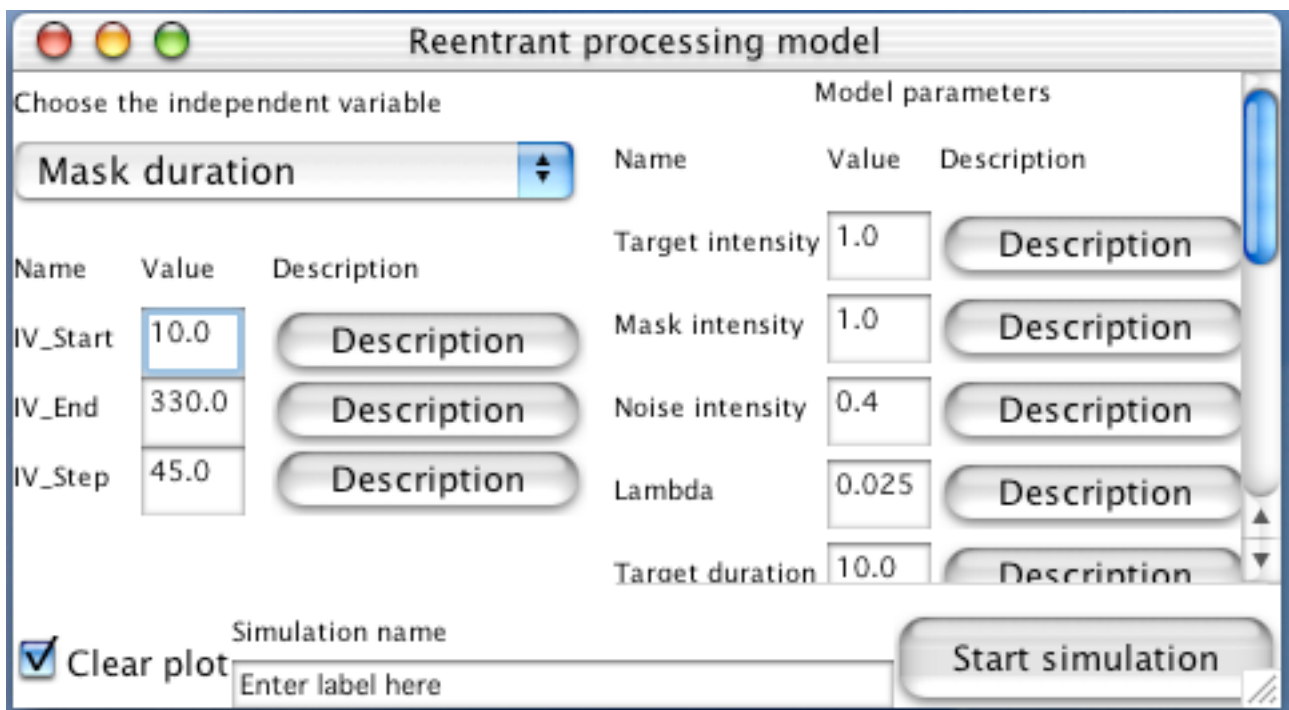 Reentrant processing model
Choose the independent variable
Mask duration
Name Value Description
IV_Start 10.0 Description
IV_End 330.0 Description
IV_Step 45.0 Description
Model parameters
Name Value Description
Target intensity 1.0 Description
Mask intensity 1.0 Description
Noise intensity 0.4 Description
Lambda 0.025 Description
Target duration 10.0 Description
Clear plot
Simulation name
Enter label here
Start simulation